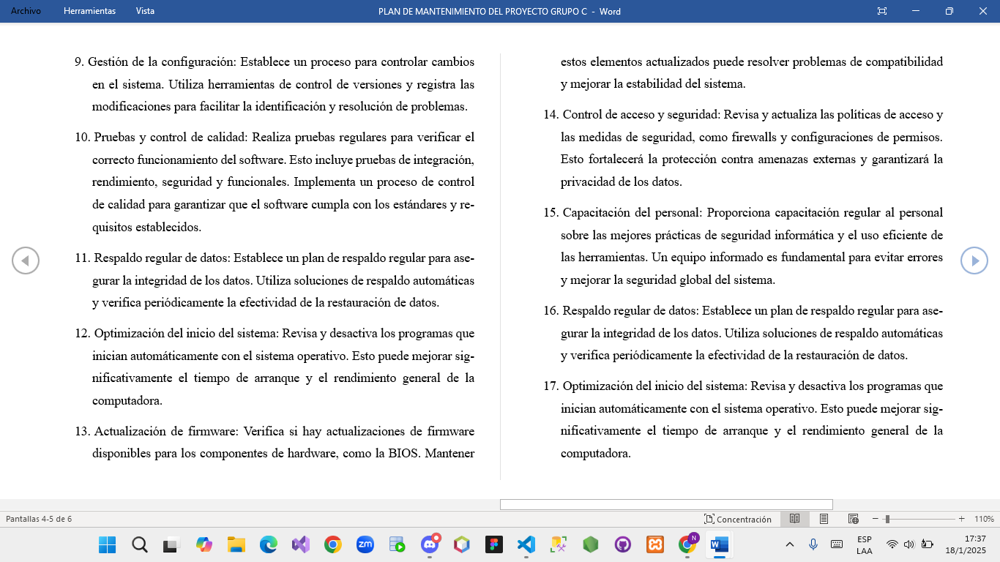 Archivo Herramientas Vista PLAN DE MANTENIMIENTO DEL PROYECTO GRUPO C - Word
9. Gestión de la configuración: Establece un proceso para controlar cambios
en el sistema. Utiliza herramientas de control de versiones y registra las
modificaciones para facilitar la identificación y resolución de problemas.
10. Pruebas y control de calidad: Realiza pruebas regulares para verificar el
correcto funcionamiento del software. Esto incluye pruebas de integración,
rendimiento, seguridad y funcionales. Implementa un proceso de control
de calidad para garantizar que el software cumpla con los estándares y re-
quisitos establecidos.
11. Respaldo regular de datos: Establece un plan de respaldo regular para ase-
gurar la integridad de los datos. Utiliza soluciones de respaldo automáticas
y verifica periódicamente la efectividad de la restauración de datos.
12. Optimización del inicio del sistema: Revisa y desactiva los programas que
inician automáticamente con el sistema operativo. Esto puede mejorar sig-
nificativamente el tiempo de arranque y el rendimiento general de la
computadora.
13. Actualización de firmware: Verifica si hay actualizaciones de firmware
disponibles para los componentes de hardware, como la BIOS. Mantener
estos elementos actualizados puede resolver problemas de compatibilidad
y mejorar la estabilidad del sistema.
14. Control de acceso y seguridad: Revisa y actualiza las políticas de acceso y
las medidas de seguridad, como firewalls y configuraciones de permisos.
Esto fortalecerá la protección contra amenazas externas y garantizará la
privacidad de los datos.
15. Capacitación del personal: Proporciona capacitación regular al personal
sobre las mejores prácticas de seguridad informática y el uso eficiente de
las herramientas. Un equipo informado es fundamental para evitar errores
y mejorar la seguridad global del sistema.
16. Respaldo regular de datos: Establece un plan de respaldo regular para ase-
gurar la integridad de los datos. Utiliza soluciones de respaldo automáticas
y verifica periódicamente la efectividad de la restauración de datos.
17. Optimización del inicio del sistema: Revisa y desactiva los programas que
inician automáticamente con el sistema operativo. Esto puede mejorar sig-
nificativamente el tiempo de arranque y el rendimiento general de la
computadora.
Pantallas 4-5 de 6 Concentración 110%
zm N W ESP 17:37
LAA 18/1/2025